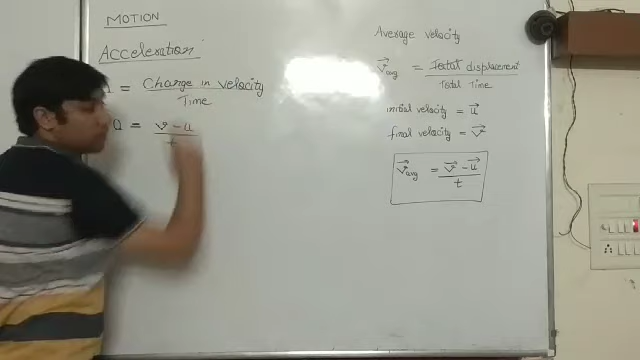 MOTION
Acceleration
= Change in velocity
Time
a = v - u
t
Average velocity
v⃗avg = Total displacement
Total Time
initial velocity = u⃗
final velocity = v⃗
v⃗avg = v⃗ - u⃗
t